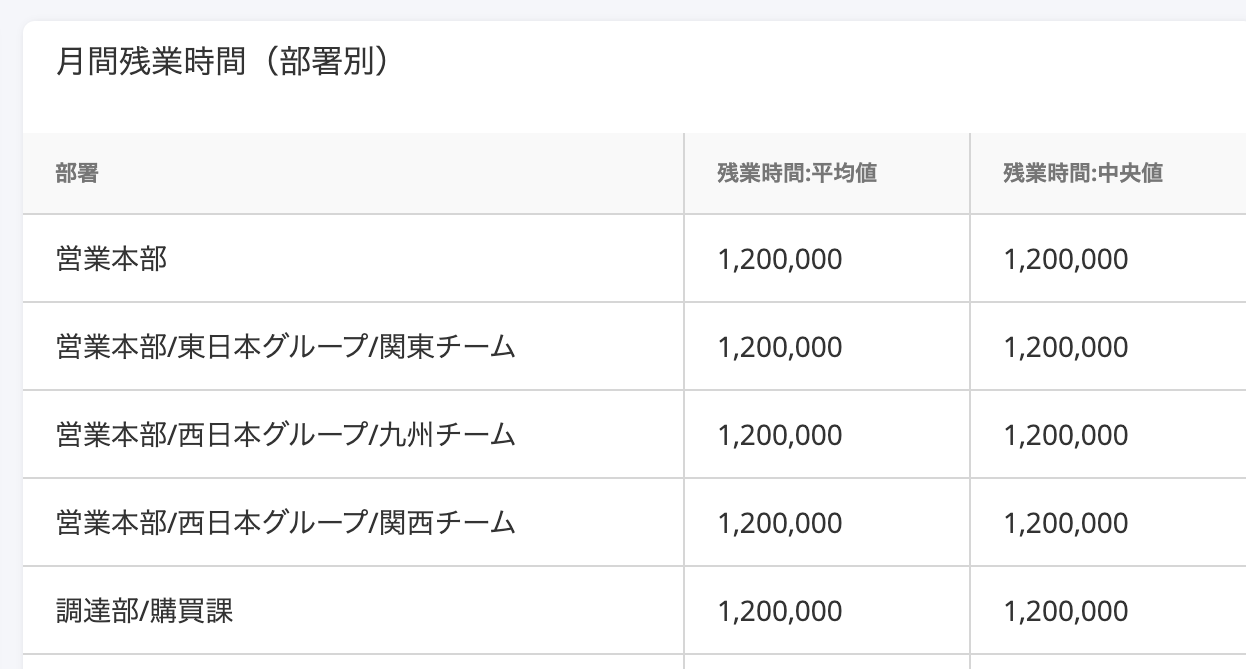 月間残業時間（部署別）
部署 残業時間:平均値 残業時間:中央値
営業本部 1,200,000 1,200,000
営業本部/東日本グループ/関東チーム 1,200,000 1,200,000
営業本部/西日本グループ/九州チーム 1,200,000 1,200,000
営業本部/西日本グループ/関西チーム 1,200,000 1,200,000
調達部/購買課 1,200,000 1,200,000